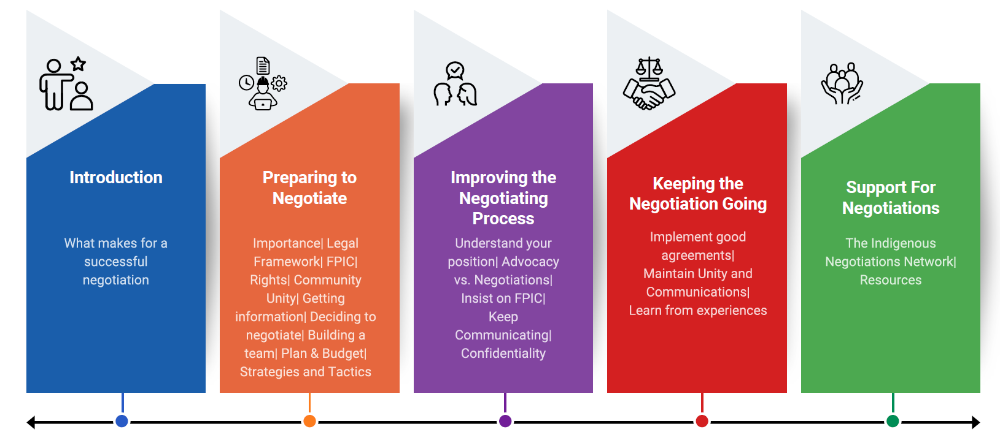 Introduction
What makes for a
successful
negotiation
Preparing to
Negotiate
Importance| Legal
Framework| FPIC|
Rights| Community
Unity| Getting
information| Deciding to
negotiate| Building a
team| Plan & Budget|
Strategies and Tactics
Improving the
Negotiating
Process
Understand your
position| Advocacy
vs. Negotiations|
Insist on FPIC|
Keep
Communicating|
Confidentiality
Keeping the
Negotiation Going
Implement good
agreements|
Maintain Unity and
Communications|
Learn from experiences
Support For
Negotiations
The Indigenous
Negotiations Network|
Resources